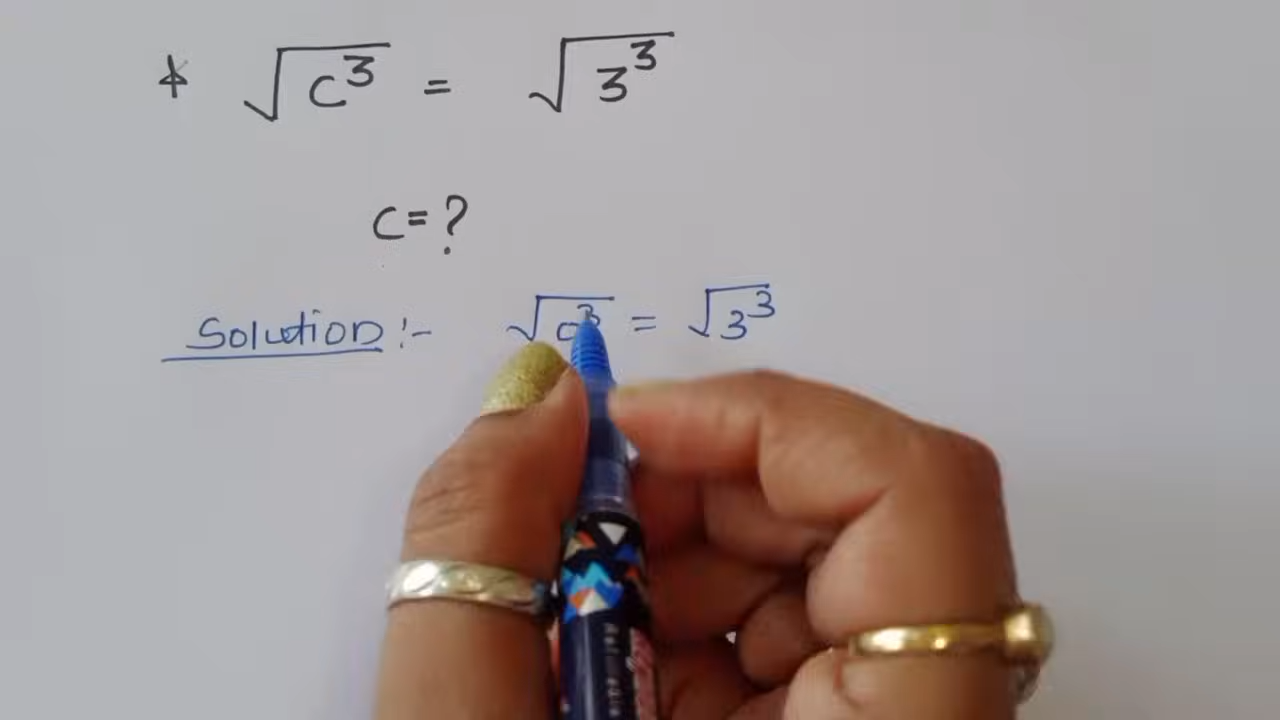 * √c³ = √3³
c = ?
Solution :- √c³ = √3³